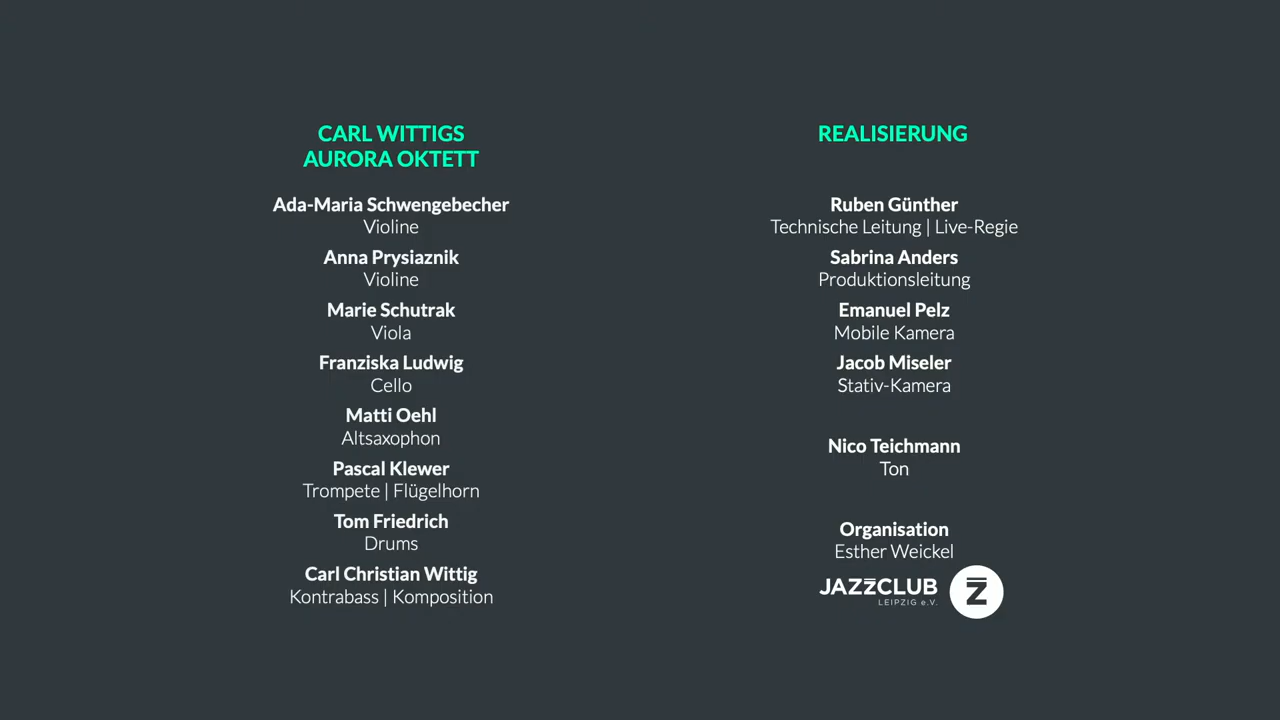 CARL WITTIGS
AURORA OKTETT
Ada-Maria Schwengebecher
Violine
Anna Prysiaznik
Violine
Marie Schutrak
Viola
Franziska Ludwig
Cello
Matti Oehl
Altsaxophon
Pascal Klewer
Trompete | Flügelhorn
Tom Friedrich
Drums
Carl Christian Wittig
Kontrabass | Komposition
REALISIERUNG
Ruben Günther
Technische Leitung | Live-Regie
Sabrina Anders
Produktionsleitung
Emanuel Pelz
Mobile Kamera
Jacob Miseler
Stativ-Kamera
Nico Teichmann
Ton
Organisation
Esther Weickel
JAZZCLUB
LEIPZIG e.V.
Z